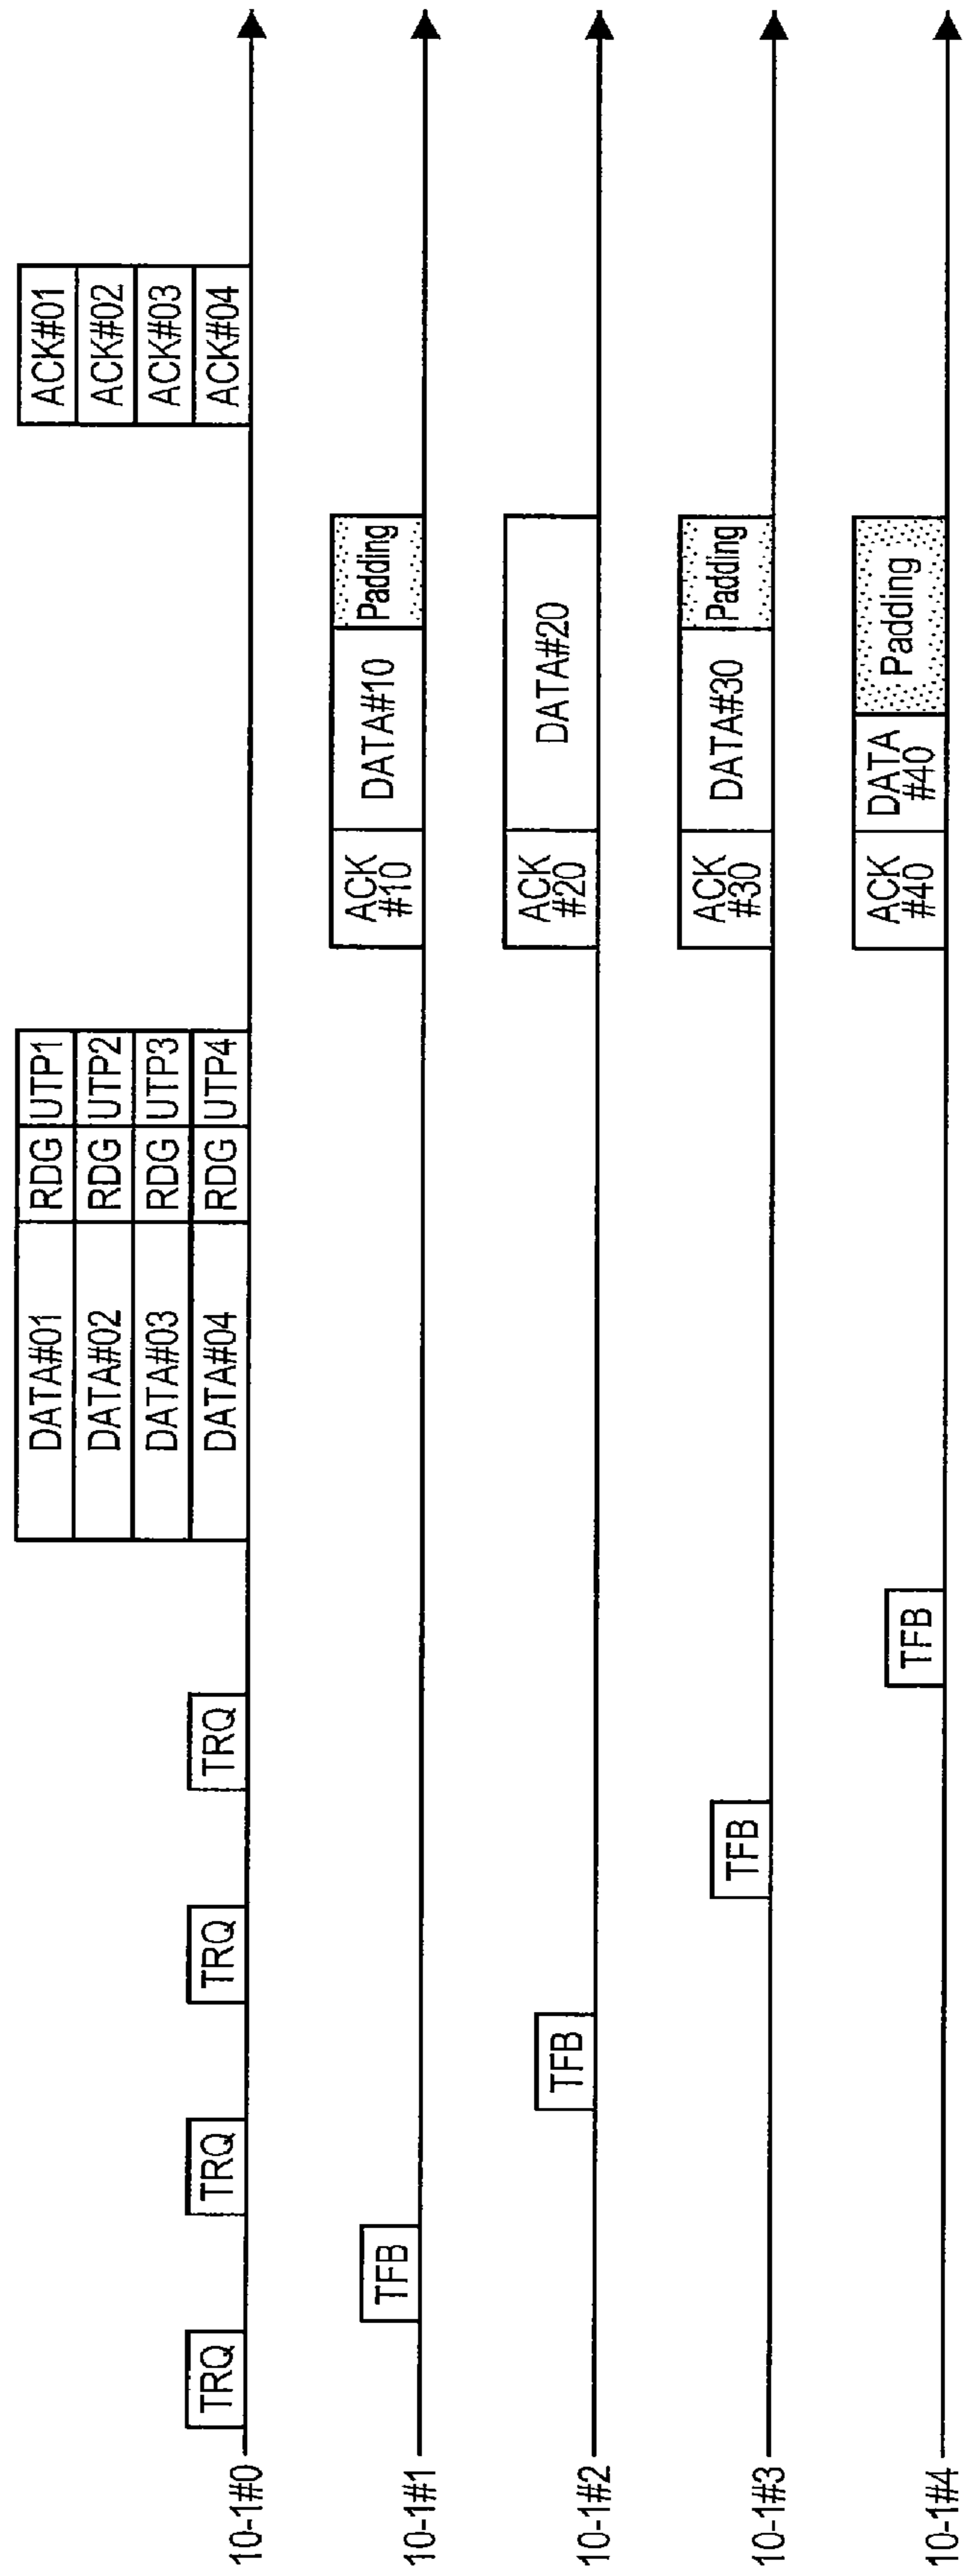 10-1#0
TRQ
TRQ
TRQ
TRQ
DATA#01 RDG UTP1
DATA#02 RDG UTP2
DATA#03 RDG UTP3
DATA#04 RDG UTP4
ACK#01
ACK#02
ACK#03
ACK#04
10-1#1
TFB
ACK
#10
DATA#10
Padding
10-1#2
TFB
ACK
#20
DATA#20
10-1#3
TFB
ACK
#30
DATA#30
Padding
10-1#4
TFB
ACK
#40
DATA
#40
Padding